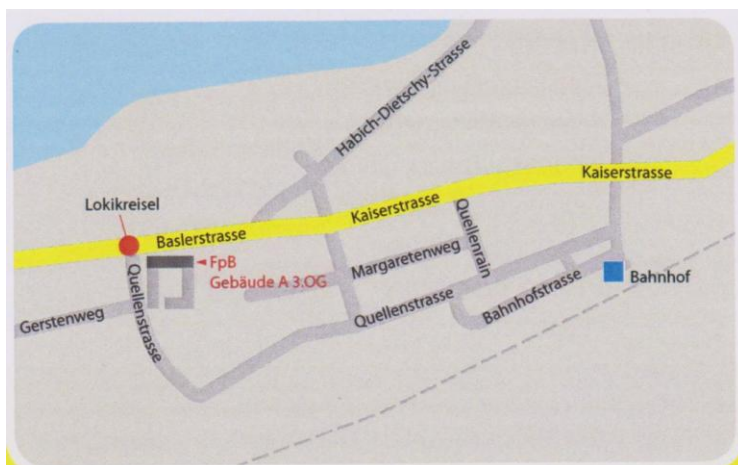 Habich-Dietschy-Strasse
Kaiserstrasse
Lokikreisel
Kaiserstrasse
Baslerstrasse
Quellenrain
FpB
Gebäude A 3.OG
Margaretenweg
Bahnhof
Quellenstrasse
Gerstenweg
Quellenstrasse
Bahnhofstrasse